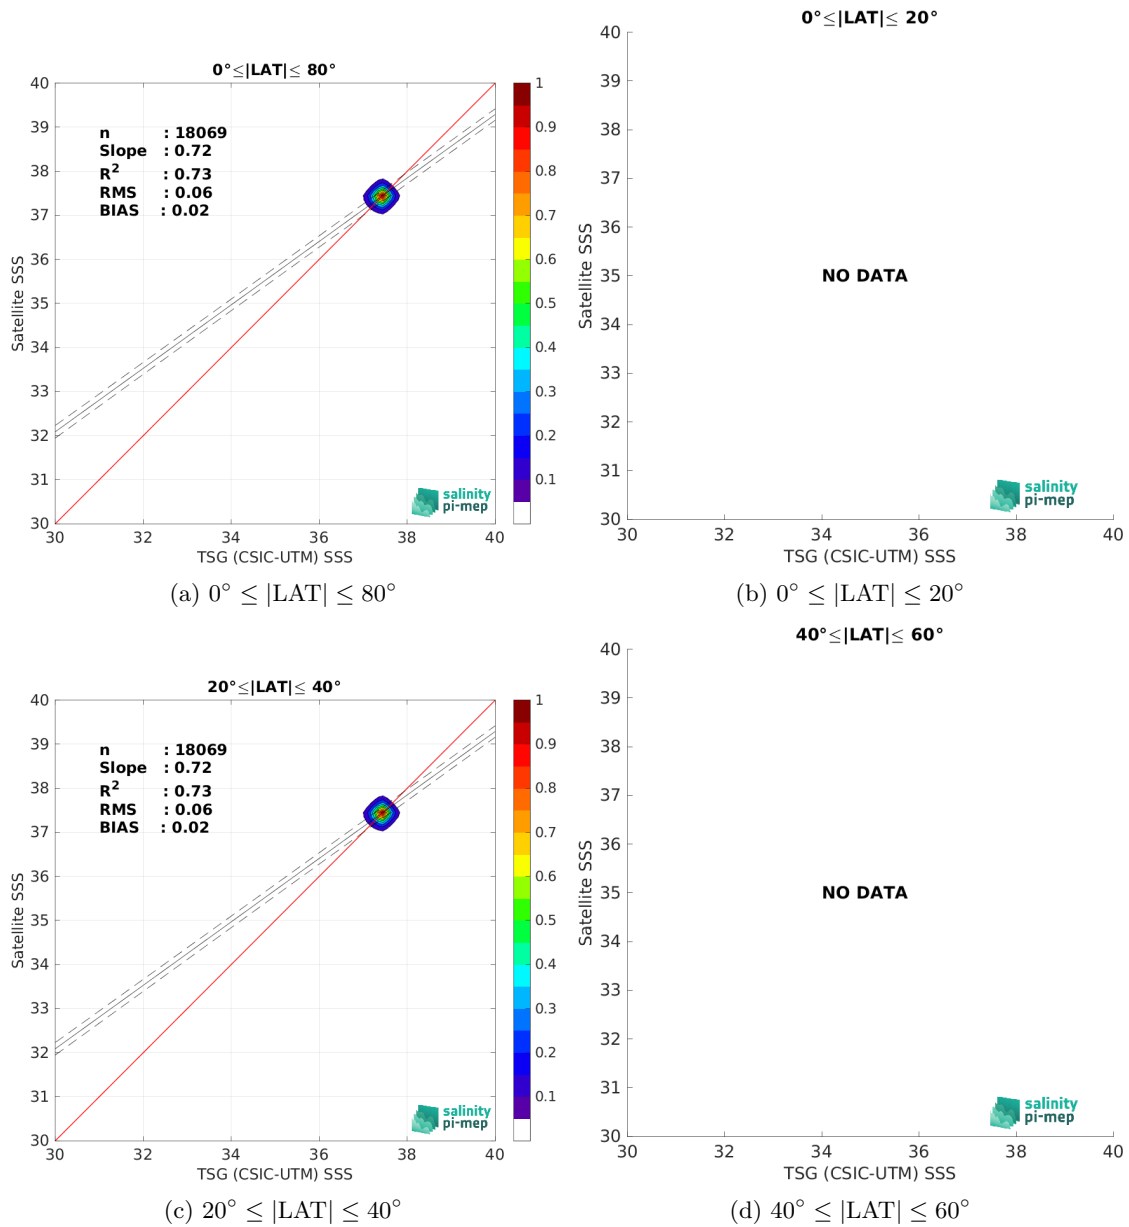 0°≤|LAT|≤ 80°
40
39
38
37
36
35
34
33
32
31
30
Satellite SSS
n : 18069
Slope : 0.72
R² : 0.73
RMS : 0.06
BIAS : 0.02
salinity
pi-mep
30 32 34 36 38 40
TSG (CSIC-UTM) SSS
1
0.9
0.8
0.7
0.6
0.5
0.4
0.3
0.2
0.1
(a) 0° ≤ |LAT| ≤ 80°
0°≤|LAT|≤ 20°
40
39
38
37
36
35
34
33
32
31
30
Satellite SSS
NO DATA
salinity
pi-mep
30 32 34 36 38 40
TSG (CSIC-UTM) SSS
(b) 0° ≤ |LAT| ≤ 20°
20°≤|LAT|≤ 40°
40
39
38
37
36
35
34
33
32
31
30
Satellite SSS
n : 18069
Slope : 0.72
R² : 0.73
RMS : 0.06
BIAS : 0.02
salinity
pi-mep
30 32 34 36 38 40
TSG (CSIC-UTM) SSS
1
0.9
0.8
0.7
0.6
0.5
0.4
0.3
0.2
0.1
(c) 20° ≤ |LAT| ≤ 40°
40°≤|LAT|≤ 60°
40
39
38
37
36
35
34
33
32
31
30
Satellite SSS
NO DATA
salinity
pi-mep
30 32 34 36 38 40
TSG (CSIC-UTM) SSS
(d) 40° ≤ |LAT| ≤ 60°